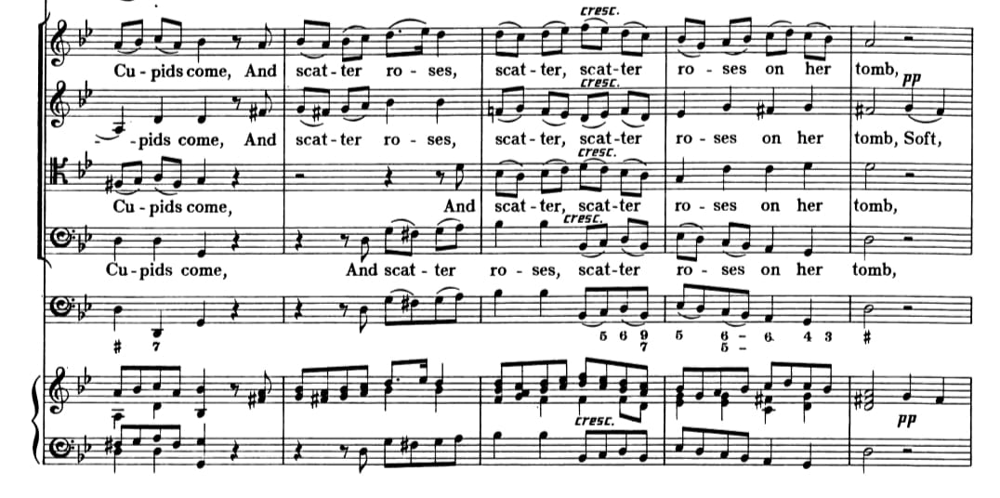 cresc.
Cu-pids come, And scat-ter ro-ses, scat-ter, scat-ter ro-ses on her tomb,
pp
cresc.
-pids come, And scat-ter ro-ses, scat-ter, scat-ter ro-ses on her tomb, Soft,
cresc.
Cu-pids come, And scat-ter, scat-ter ro-ses on her tomb,
cresc.
Cu-pids come, And scat-ter ro-ses, scat-ter ro-ses on her tomb,
# 7 5 6 9 5 6 - 6 4 3 #
7 5 -
cresc. pp